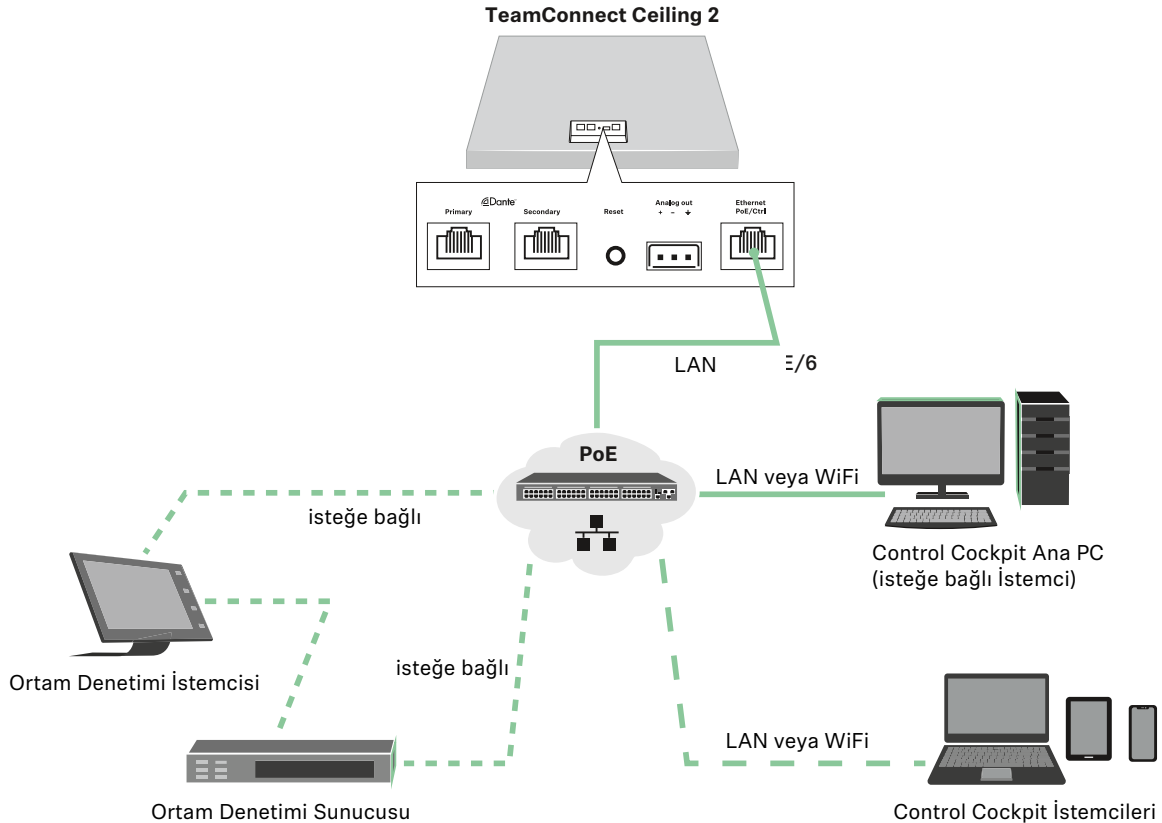 TeamConnect Ceiling 2
Dante
Primary
Secondary
Reset
Analog out
+ – ⏚
Ethernet
PoE/Ctrl
LAN
E/6
PoE
LAN veya WiFi
isteğe bağlı
Control Cockpit Ana PC
(isteğe bağlı İstemci)
Ortam Denetimi İstemcisi
isteğe bağlı
LAN veya WiFi
Ortam Denetimi Sunucusu
Control Cockpit İstemcileri